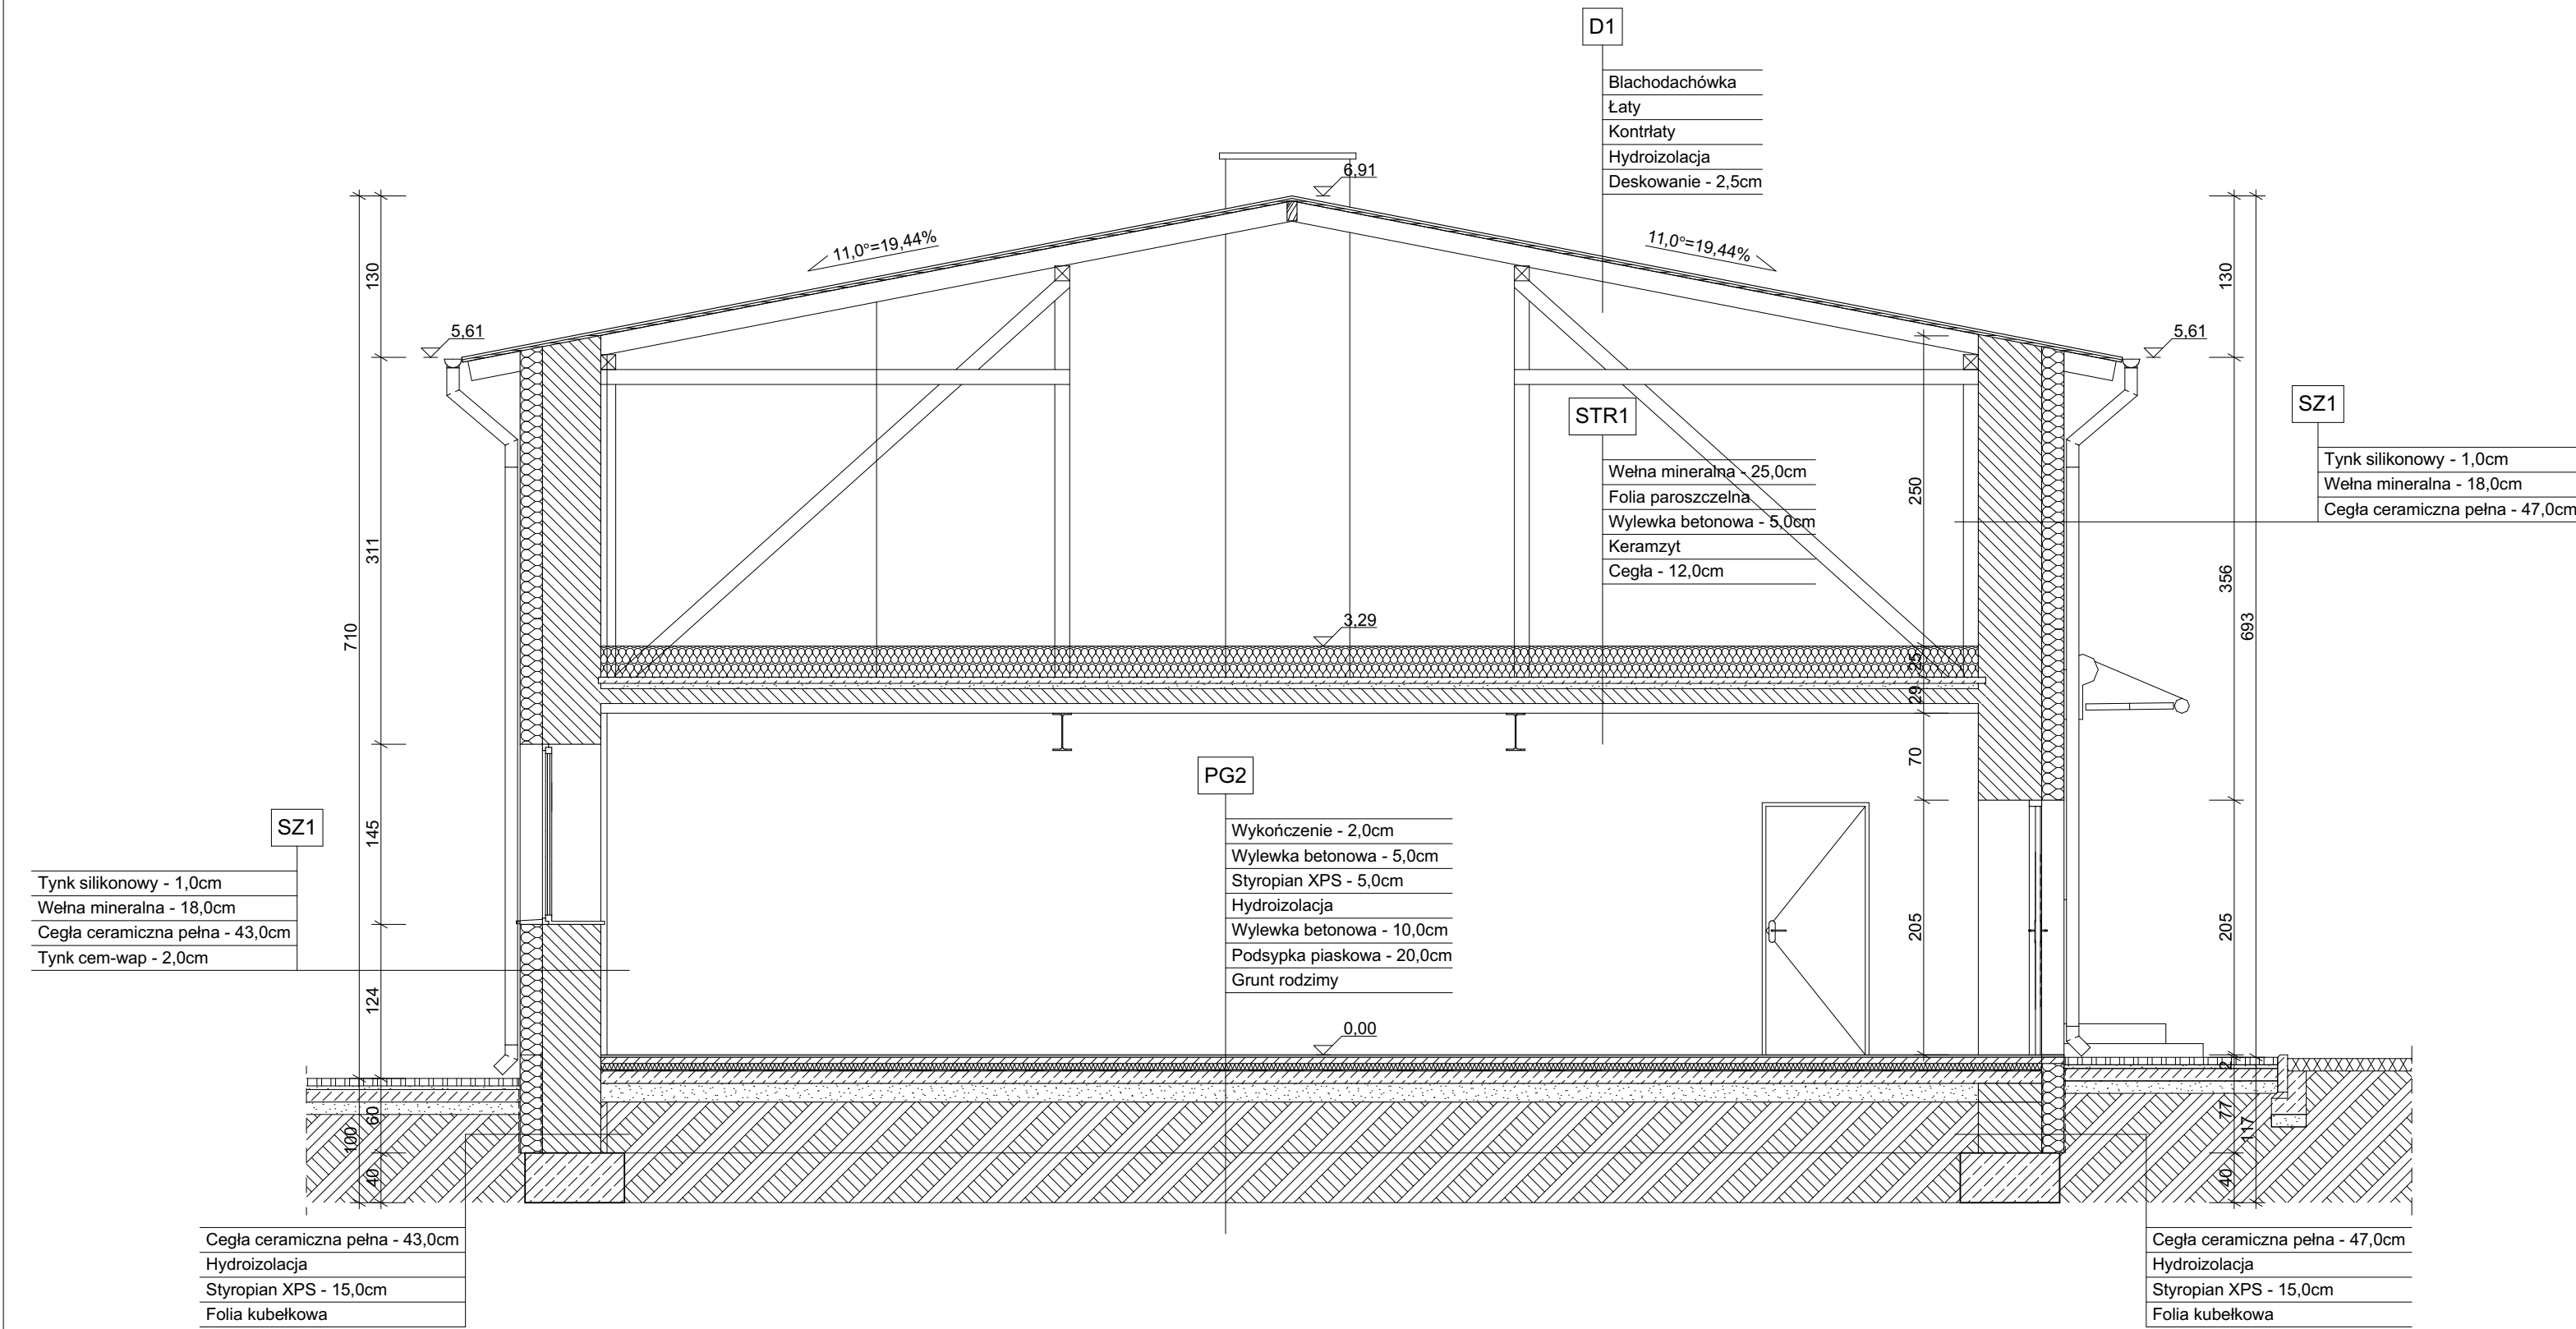 D1
Blachodachówka
Łaty
Kontrłaty
Hydroizolacja
Deskowanie - 2,5cm
6,91
11,0°=19,44%
11,0°=19,44%
5,61
5,61
130
311
710
145
124
60
100
40
130
356
693
205
2
77
117
40
250
25
29
70
205
STR1
Wełna mineralna - 25,0cm
Folia paroszczelna
Wylewka betonowa - 5,0cm
Keramzyt
Cegła - 12,0cm
SZ1
Tynk silikonowy - 1,0cm
Wełna mineralna - 18,0cm
Cegła ceramiczna pełna - 47,0cm
3,29
PG2
Wykończenie - 2,0cm
Wylewka betonowa - 5,0cm
Styropian XPS - 5,0cm
Hydroizolacja
Wylewka betonowa - 10,0cm
Podsypka piaskowa - 20,0cm
Grunt rodzimy
SZ1
Tynk silikonowy - 1,0cm
Wełna mineralna - 18,0cm
Cegła ceramiczna pełna - 43,0cm
Tynk cem-wap - 2,0cm
0,00
Cegła ceramiczna pełna - 43,0cm
Hydroizolacja
Styropian XPS - 15,0cm
Folia kubełkowa
Cegła ceramiczna pełna - 47,0cm
Hydroizolacja
Styropian XPS - 15,0cm
Folia kubełkowa